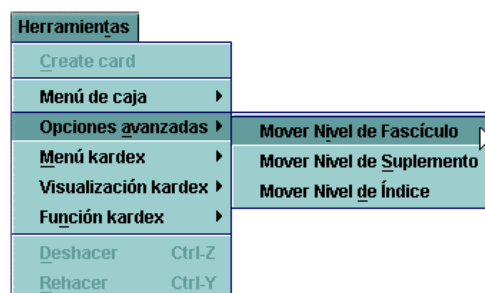 Herramientas
Create card
Menú de caja
Opciones avanzadas
Mover Nivel de Fascículo
Menú kardex
Mover Nivel de Suplemento
Visualización kardex
Mover Nivel de Índice
Función kardex
Deshacer Ctrl-Z
Rehacer Ctrl-Y